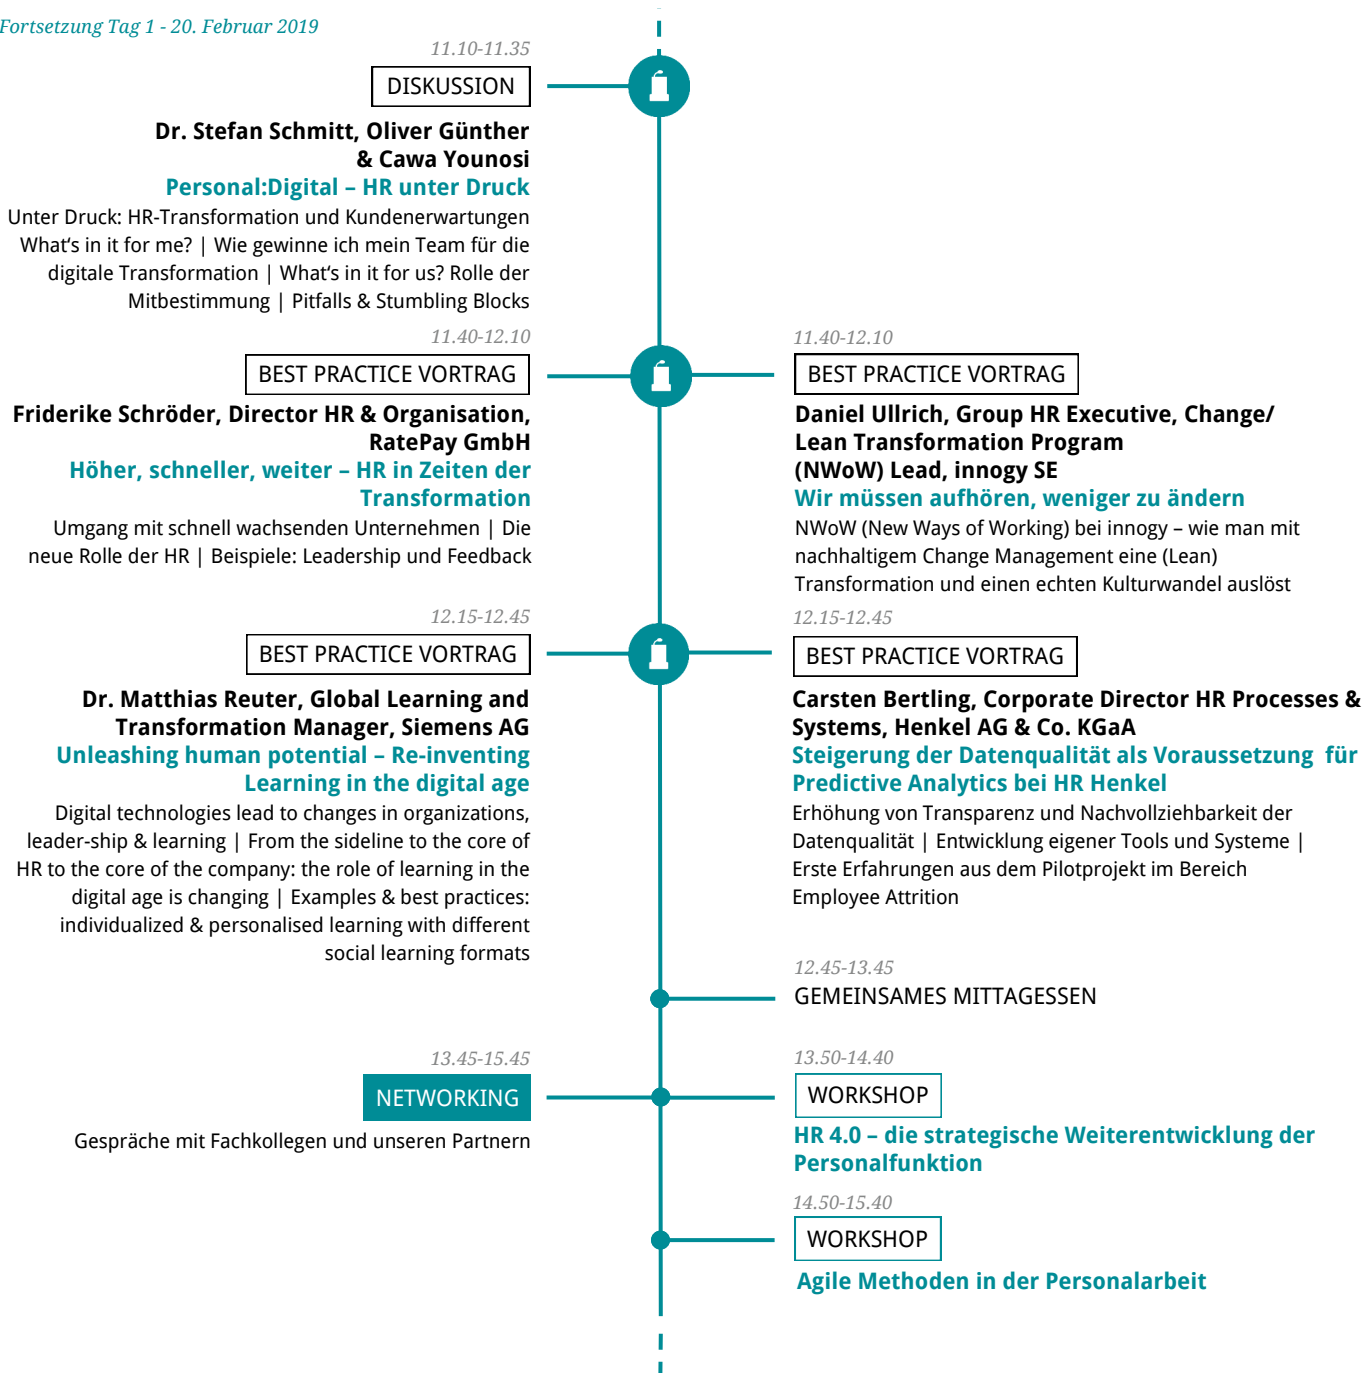 Fortsetzung Tag 1 - 20. Februar 2019
11.10-11.35
DISKUSSION
Dr. Stefan Schmitt, Oliver Günther
& Cawa Younosi
Personal:Digital – HR unter Druck
Unter Druck: HR-Transformation und Kundenerwartungen
What‘s in it for me? | Wie gewinne ich mein Team für die
digitale Transformation | What‘s in it for us? Rolle der
Mitbestimmung | Pitfalls & Stumbling Blocks
11.40-12.10
BEST PRACTICE VORTRAG
Friderike Schröder, Director HR & Organisation,
RatePay GmbH
Höher, schneller, weiter – HR in Zeiten der
Transformation
Umgang mit schnell wachsenden Unternehmen | Die
neue Rolle der HR | Beispiele: Leadership und Feedback
11.40-12.10
BEST PRACTICE VORTRAG
Daniel Ullrich, Group HR Executive, Change/
Lean Transformation Program
(NWoW) Lead, innogy SE
Wir müssen aufhören, weniger zu ändern
NWoW (New Ways of Working) bei innogy – wie man mit
nachhaltigem Change Management eine (Lean)
Transformation und einen echten Kulturwandel auslöst
12.15-12.45
BEST PRACTICE VORTRAG
Dr. Matthias Reuter, Global Learning and
Transformation Manager, Siemens AG
Unleashing human potential – Re-inventing
Learning in the digital age
Digital technologies lead to changes in organizations,
leader-ship & learning | From the sideline to the core of
HR to the core of the company: the role of learning in the
digital age is changing | Examples & best practices:
individualized & personalised learning with different
social learning formats
12.15-12.45
BEST PRACTICE VORTRAG
Carsten Bertling, Corporate Director HR Processes &
Systems, Henkel AG & Co. KGaA
Steigerung der Datenqualität als Voraussetzung für
Predictive Analytics bei HR Henkel
Erhöhung von Transparenz und Nachvollziehbarkeit der
Datenqualität | Entwicklung eigener Tools und Systeme |
Erste Erfahrungen aus dem Pilotprojekt im Bereich
Employee Attrition
12.45-13.45
GEMEINSAMES MITTAGESSEN
13.45-15.45
NETWORKING
Gespräche mit Fachkollegen und unseren Partnern
13.50-14.40
WORKSHOP
HR 4.0 – die strategische Weiterentwicklung der
Personalfunktion
14.50-15.40
WORKSHOP
Agile Methoden in der Personalarbeit